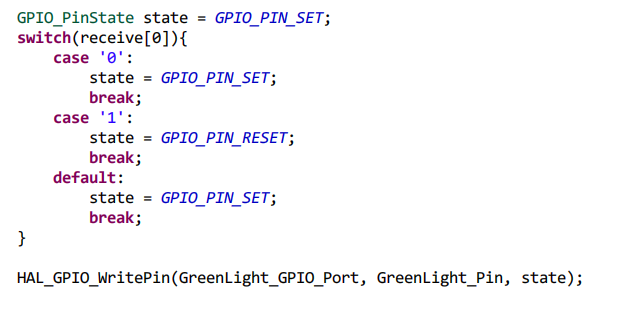 GPIO_PinState state = GPIO_PIN_SET;
switch(receive[0]){
    case '0':
        state = GPIO_PIN_SET;
        break;
    case '1':
        state = GPIO_PIN_RESET;
        break;
    default:
        state = GPIO_PIN_SET;
        break;
}

HAL_GPIO_WritePin(GreenLight_GPIO_Port, GreenLight_Pin, state);